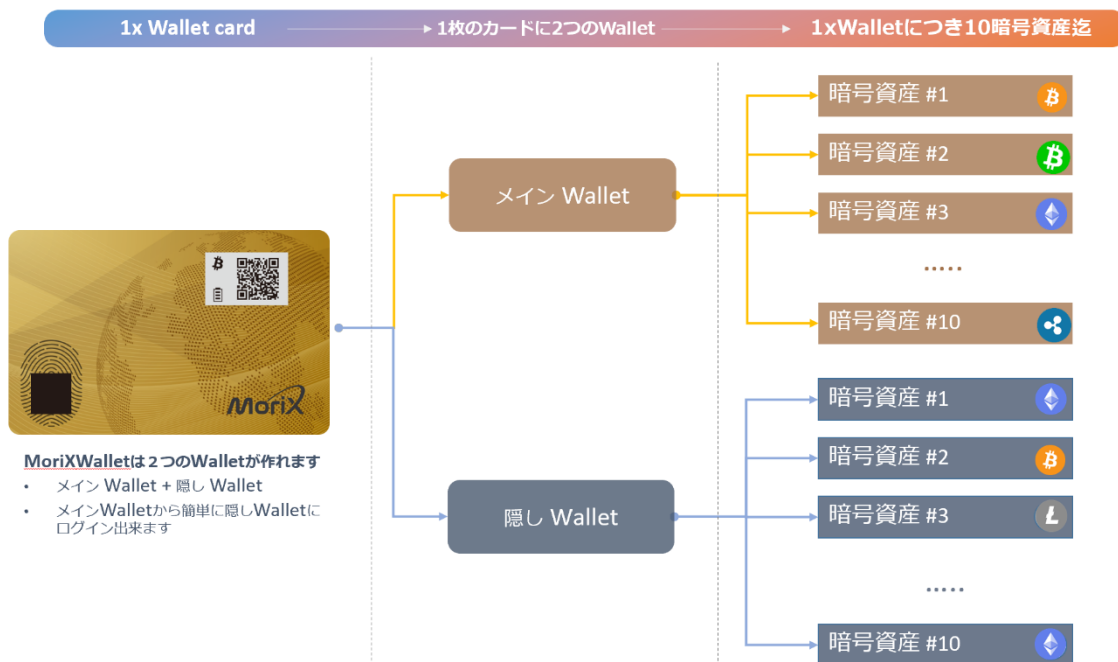 1x Wallet card
1枚のカードに2つのWallet
1xWalletにつき10暗号資産迄
暗号資産 #1
暗号資産 #2
メイン Wallet
暗号資産 #3
.....
暗号資産 #10
MoriX
暗号資産 #1
MoriXWalletは２つのWalletが作れます
• メイン Wallet + 隠し Wallet
• メインWalletから簡単に隠しWalletに
ログイン出来ます
暗号資産 #2
隠し Wallet
暗号資産 #3
.....
暗号資産 #10